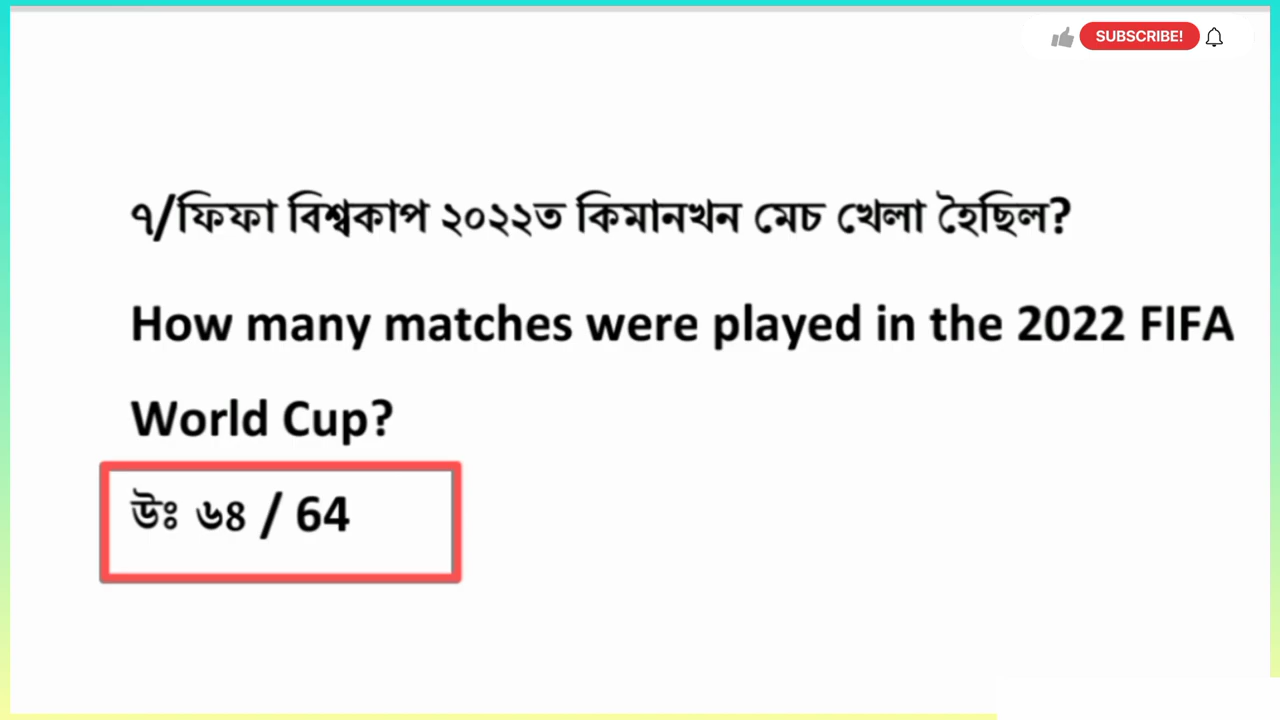 SUBSCRIBE!
৭/ফিফা বিশ্বকাপ ২০২২ত কিমানখন মেচ খেলা হৈছিল?
How many matches were played in the 2022 FIFA
World Cup?
উঃ ৬৪ / 64